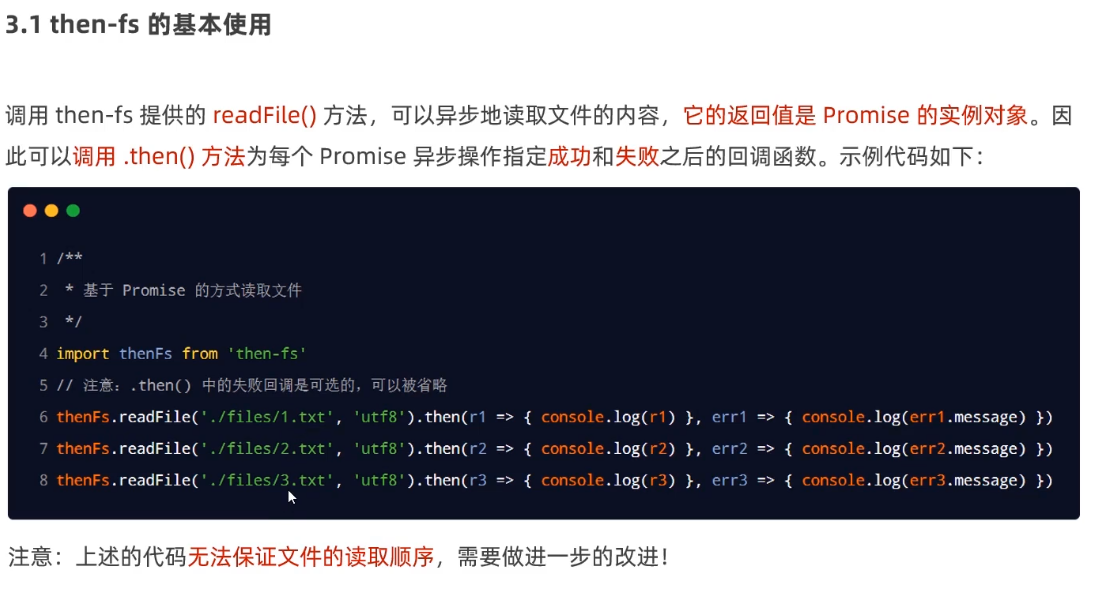 3.1 then-fs 的基本使用
调用 then-fs 提供的 readFile() 方法，可以异步地读取文件的内容，它的返回值是 Promise 的实例对象。因
此可以调用 .then() 方法为每个 Promise 异步操作指定成功和失败之后的回调函数。示例代码如下：
1 /**
2  * 基于 Promise 的方式读取文件
3  */
4 import thenFs from 'then-fs'
5 // 注意：.then() 中的失败回调是可选的，可以被省略
6 thenFs.readFile('./files/1.txt', 'utf8').then(r1 => { console.log(r1) }, err1 => { console.log(err1.message) })
7 thenFs.readFile('./files/2.txt', 'utf8').then(r2 => { console.log(r2) }, err2 => { console.log(err2.message) })
8 thenFs.readFile('./files/3.txt', 'utf8').then(r3 => { console.log(r3) }, err3 => { console.log(err3.message) })
注意：上述的代码无法保证文件的读取顺序，需要做进一步的改进！